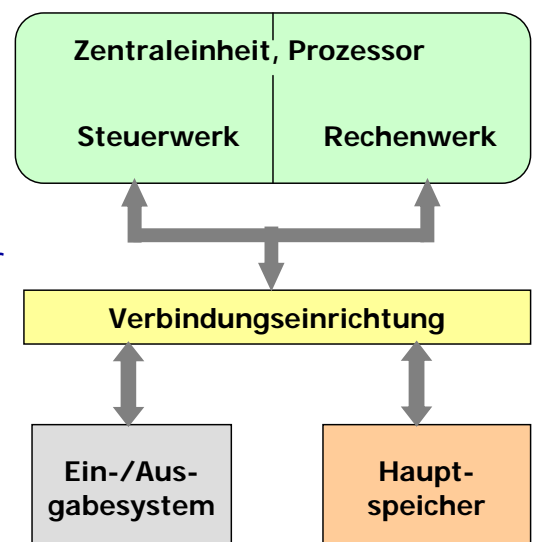 Zentraleinheit, Prozessor
Steuerwerk Rechenwerk
Verbindungseinrichtung
Ein-/Aus-
gabesystem
Haupt-
speicher